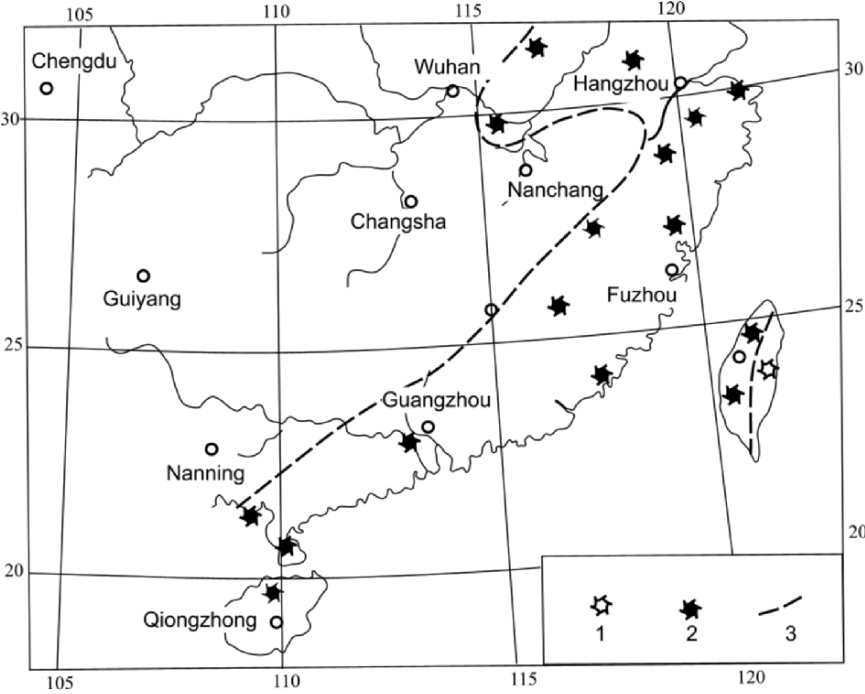 105
110
115
120
Chengdu
Wuhan
Hangzhou
30
30
Nanchang
Changsha
Guiyang
Fuzhou
25
25
Guangzhou
Nanning
20
20
Qiongzhong
1
2
3
105
110
115
120